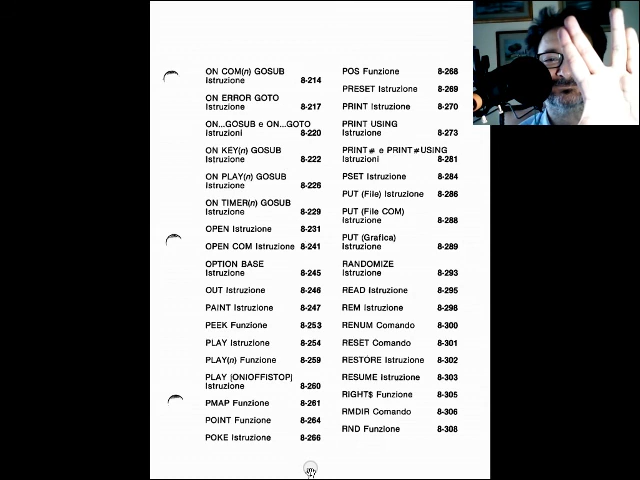 ON COM(n) GOSUB
Istruzione 8-214
ON ERROR GOTO
Istruzione 8-217
ON...GOSUB e ON...GOTO
Istruzioni 8-220
ON KEY(n) GOSUB
Istruzione 8-222
ON PLAY(n) GOSUB
Istruzione 8-226
ON TIMER(n) GOSUB
Istruzione 8-229
OPEN Istruzione 8-231
OPEN COM Istruzione 8-241
OPTION BASE
Istruzione 8-245
OUT Istruzione 8-246
PAINT Istruzione 8-247
PEEK Funzione 8-253
PLAY Istruzione 8-254
PLAY(n) Funzione 8-259
PLAY |ON|OFF|STOP|
Istruzione 8-260
PMAP Funzione 8-261
POINT Funzione 8-264
POKE Istruzione 8-266
POS Funzione 8-268
PRESET Istruzione 8-269
PRINT Istruzione 8-270
PRINT USING
Istruzione 8-273
PRINT# e PRINT#USING
Istruzioni 8-281
PSET Istruzione 8-284
PUT (File) Istruzione 8-286
PUT (File COM)
Istruzione 8-288
PUT (Grafica)
Istruzione 8-289
RANDOMIZE
Istruzione 8-293
READ Istruzione 8-295
REM Istruzione 8-298
RENUM Comando 8-300
RESET Comando 8-301
RESTORE Istruzione 8-302
RESUME Istruzione 8-303
RIGHT$ Funzione 8-305
RMDIR Comando 8-306
RND Funzione 8-308